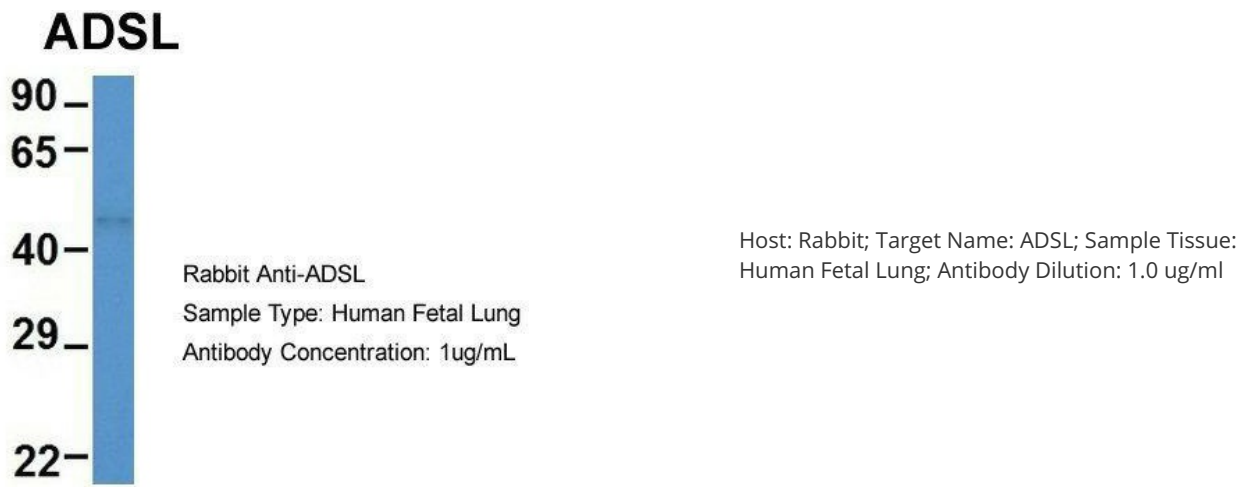 ADSL
90
65
40
29
22
Rabbit Anti-ADSL
Sample Type: Human Fetal Lung
Antibody Concentration: 1ug/mL
Host: Rabbit; Target Name: ADSL; Sample Tissue:
Human Fetal Lung; Antibody Dilution: 1.0 ug/ml